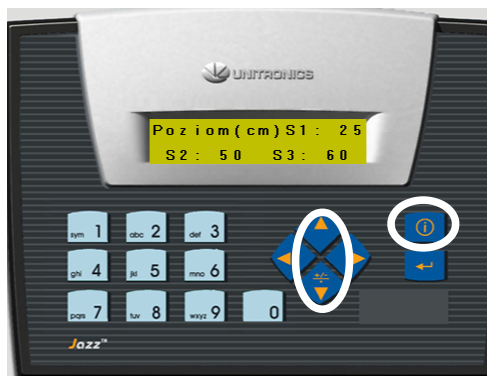 UNITRONICS
Poziom(cm)S1: 25
S2: 50 S3: 60
sym 1 abc 2 def 3
ghi 4 jkl 5 mno 6
pqrs 7 tuv 8 wxyz 9 0
+/-
i
Jazz™